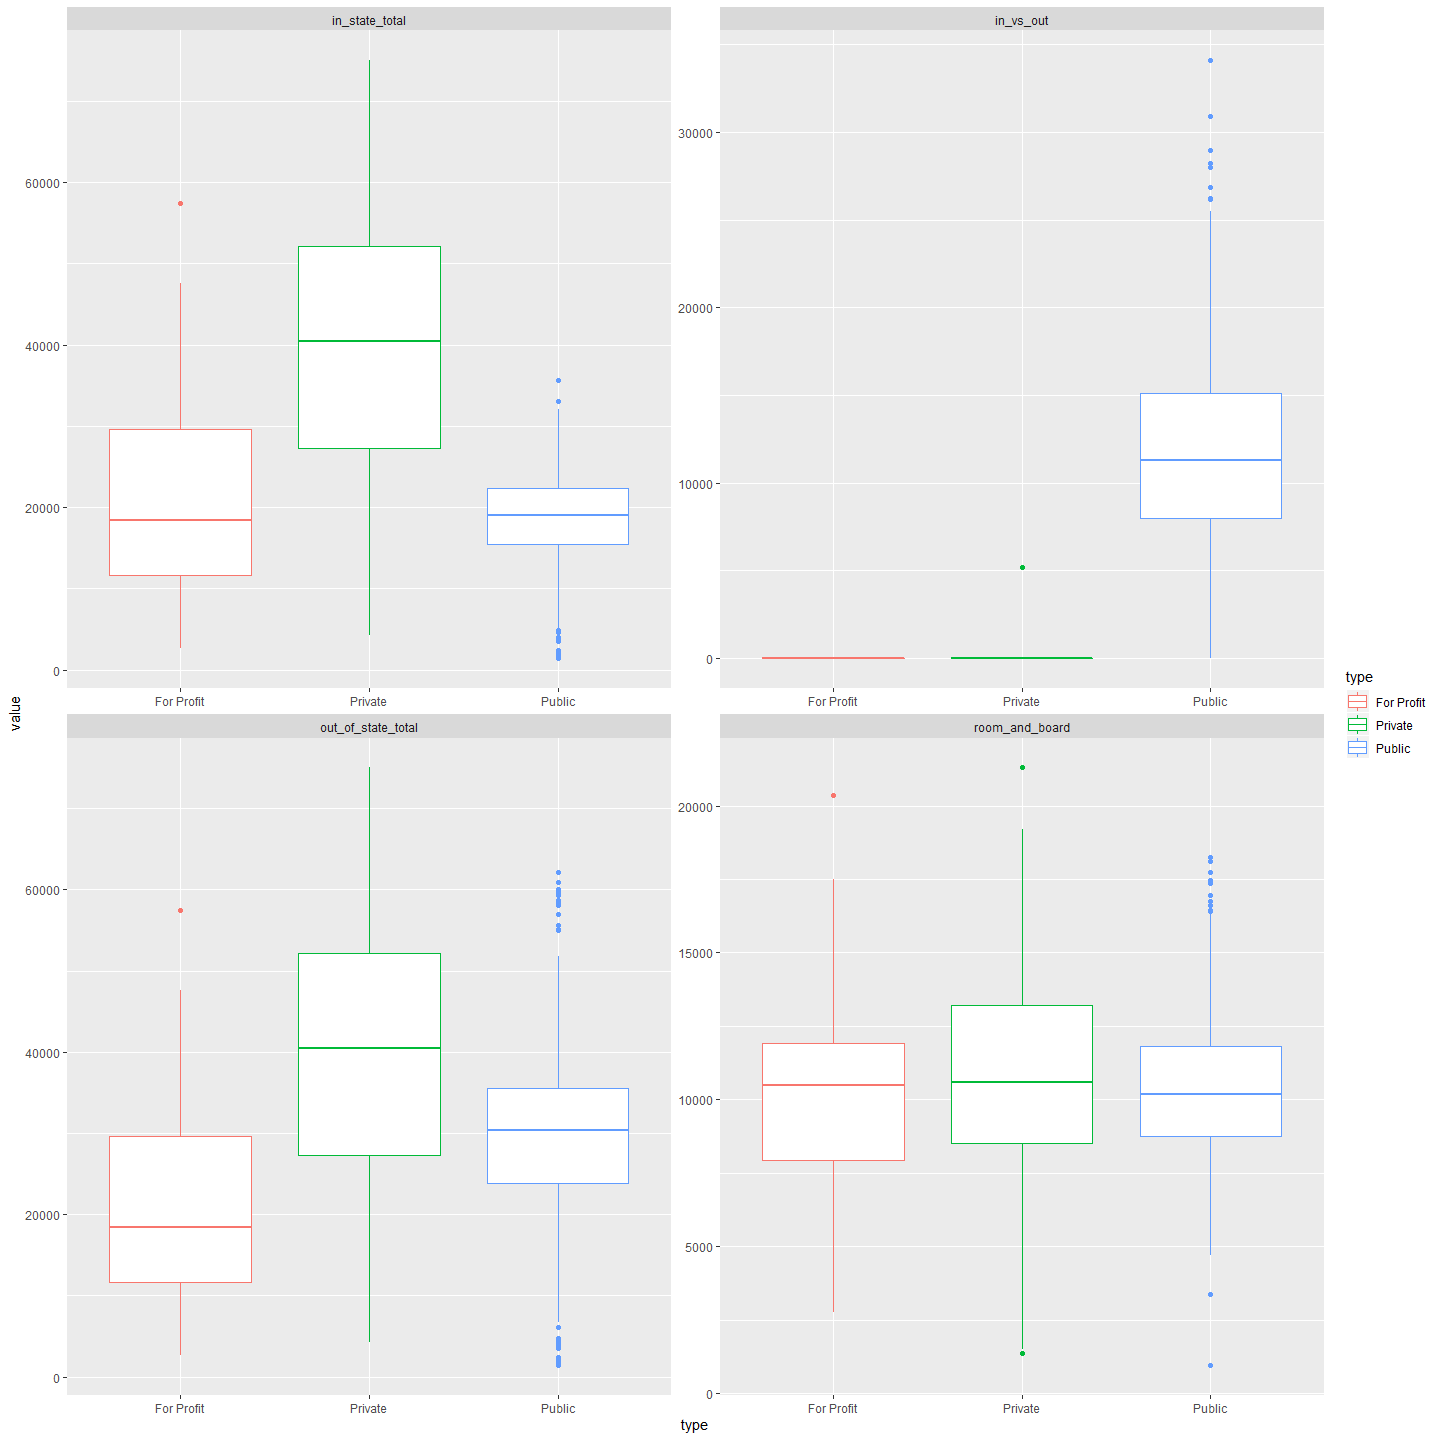 in_state_total
in_vs_out
60000
40000
20000
0
30000
20000
10000
0
For Profit Private Public
For Profit Private Public
value
out_of_state_total
room_and_board
60000
40000
20000
0
20000
15000
10000
5000
0
For Profit Private Public
For Profit Private Public
type
type
For Profit
Private
Public